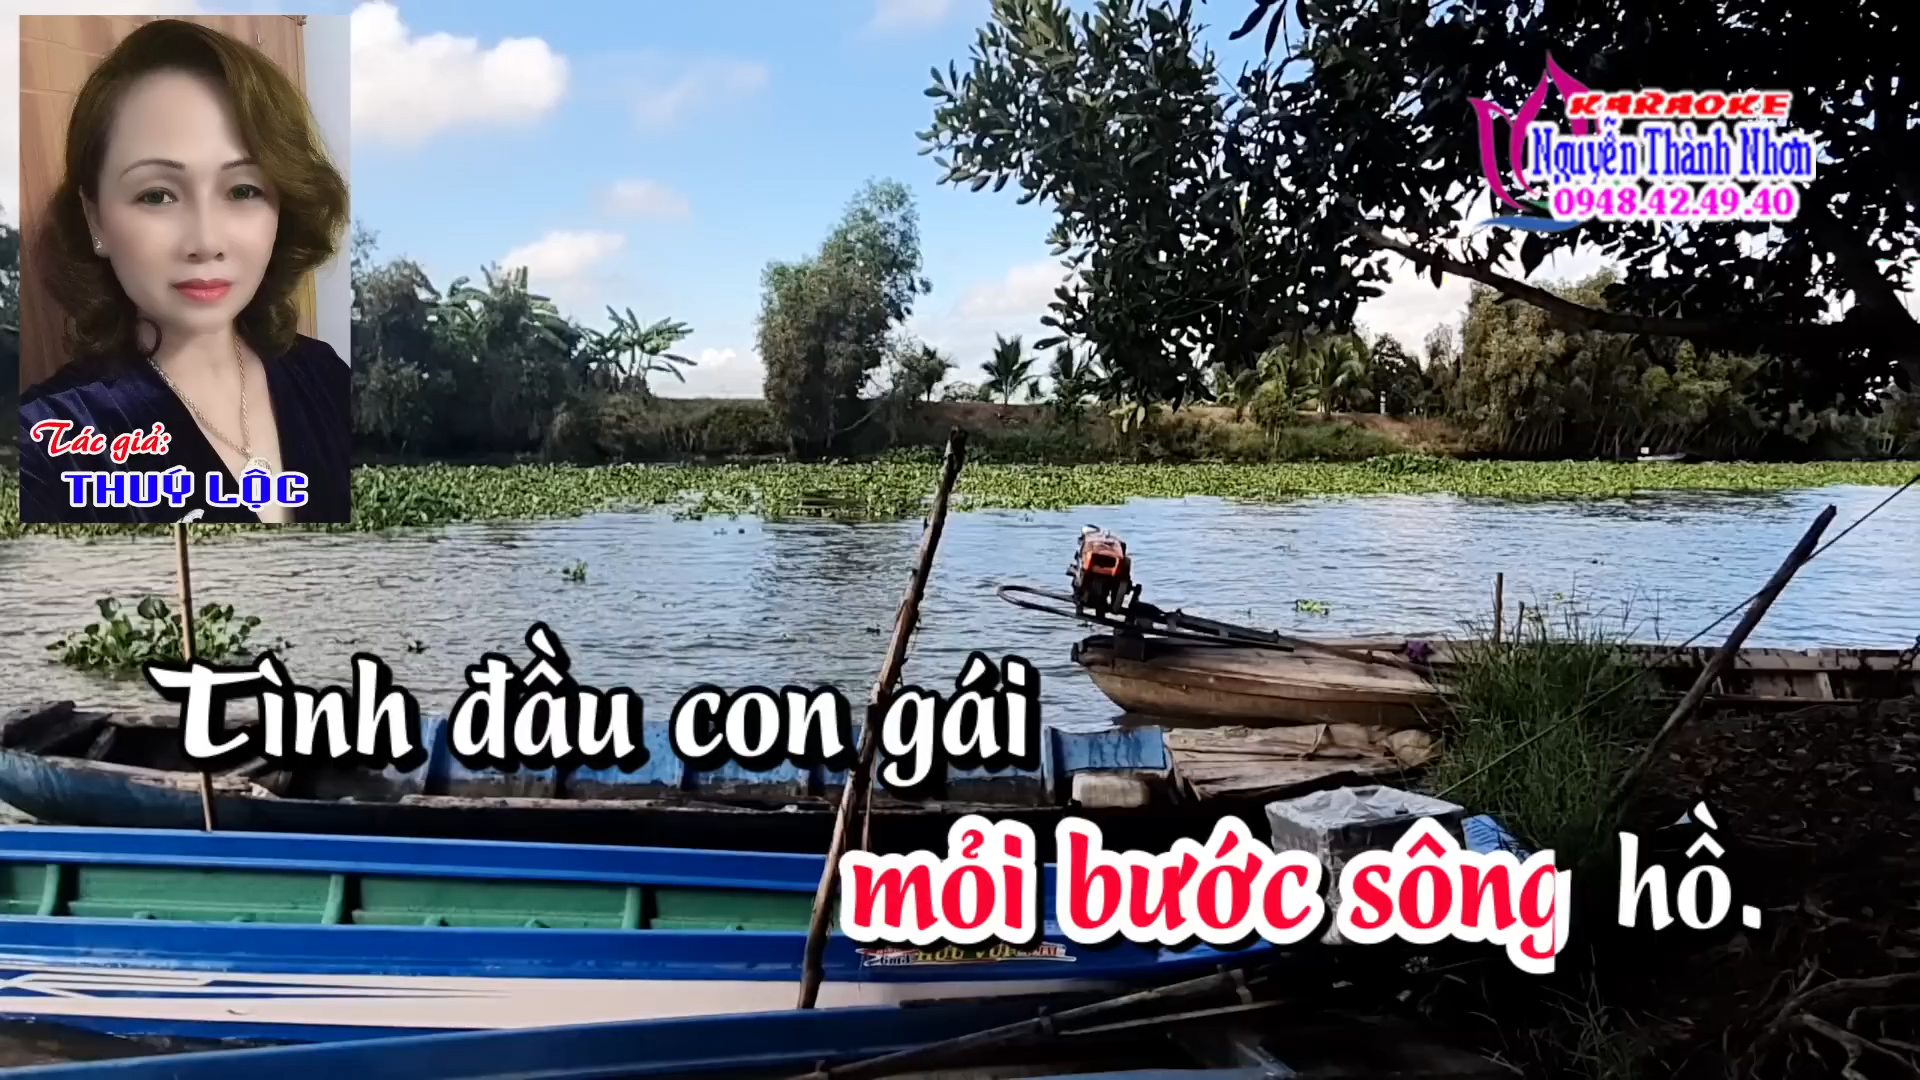 KARAOKE
Nguyễn Thành Nhơn
0948.42.49.40
Tác giả:
THUÝ LỘC
Tình đầu con gái
mỏi bước sông hồ.